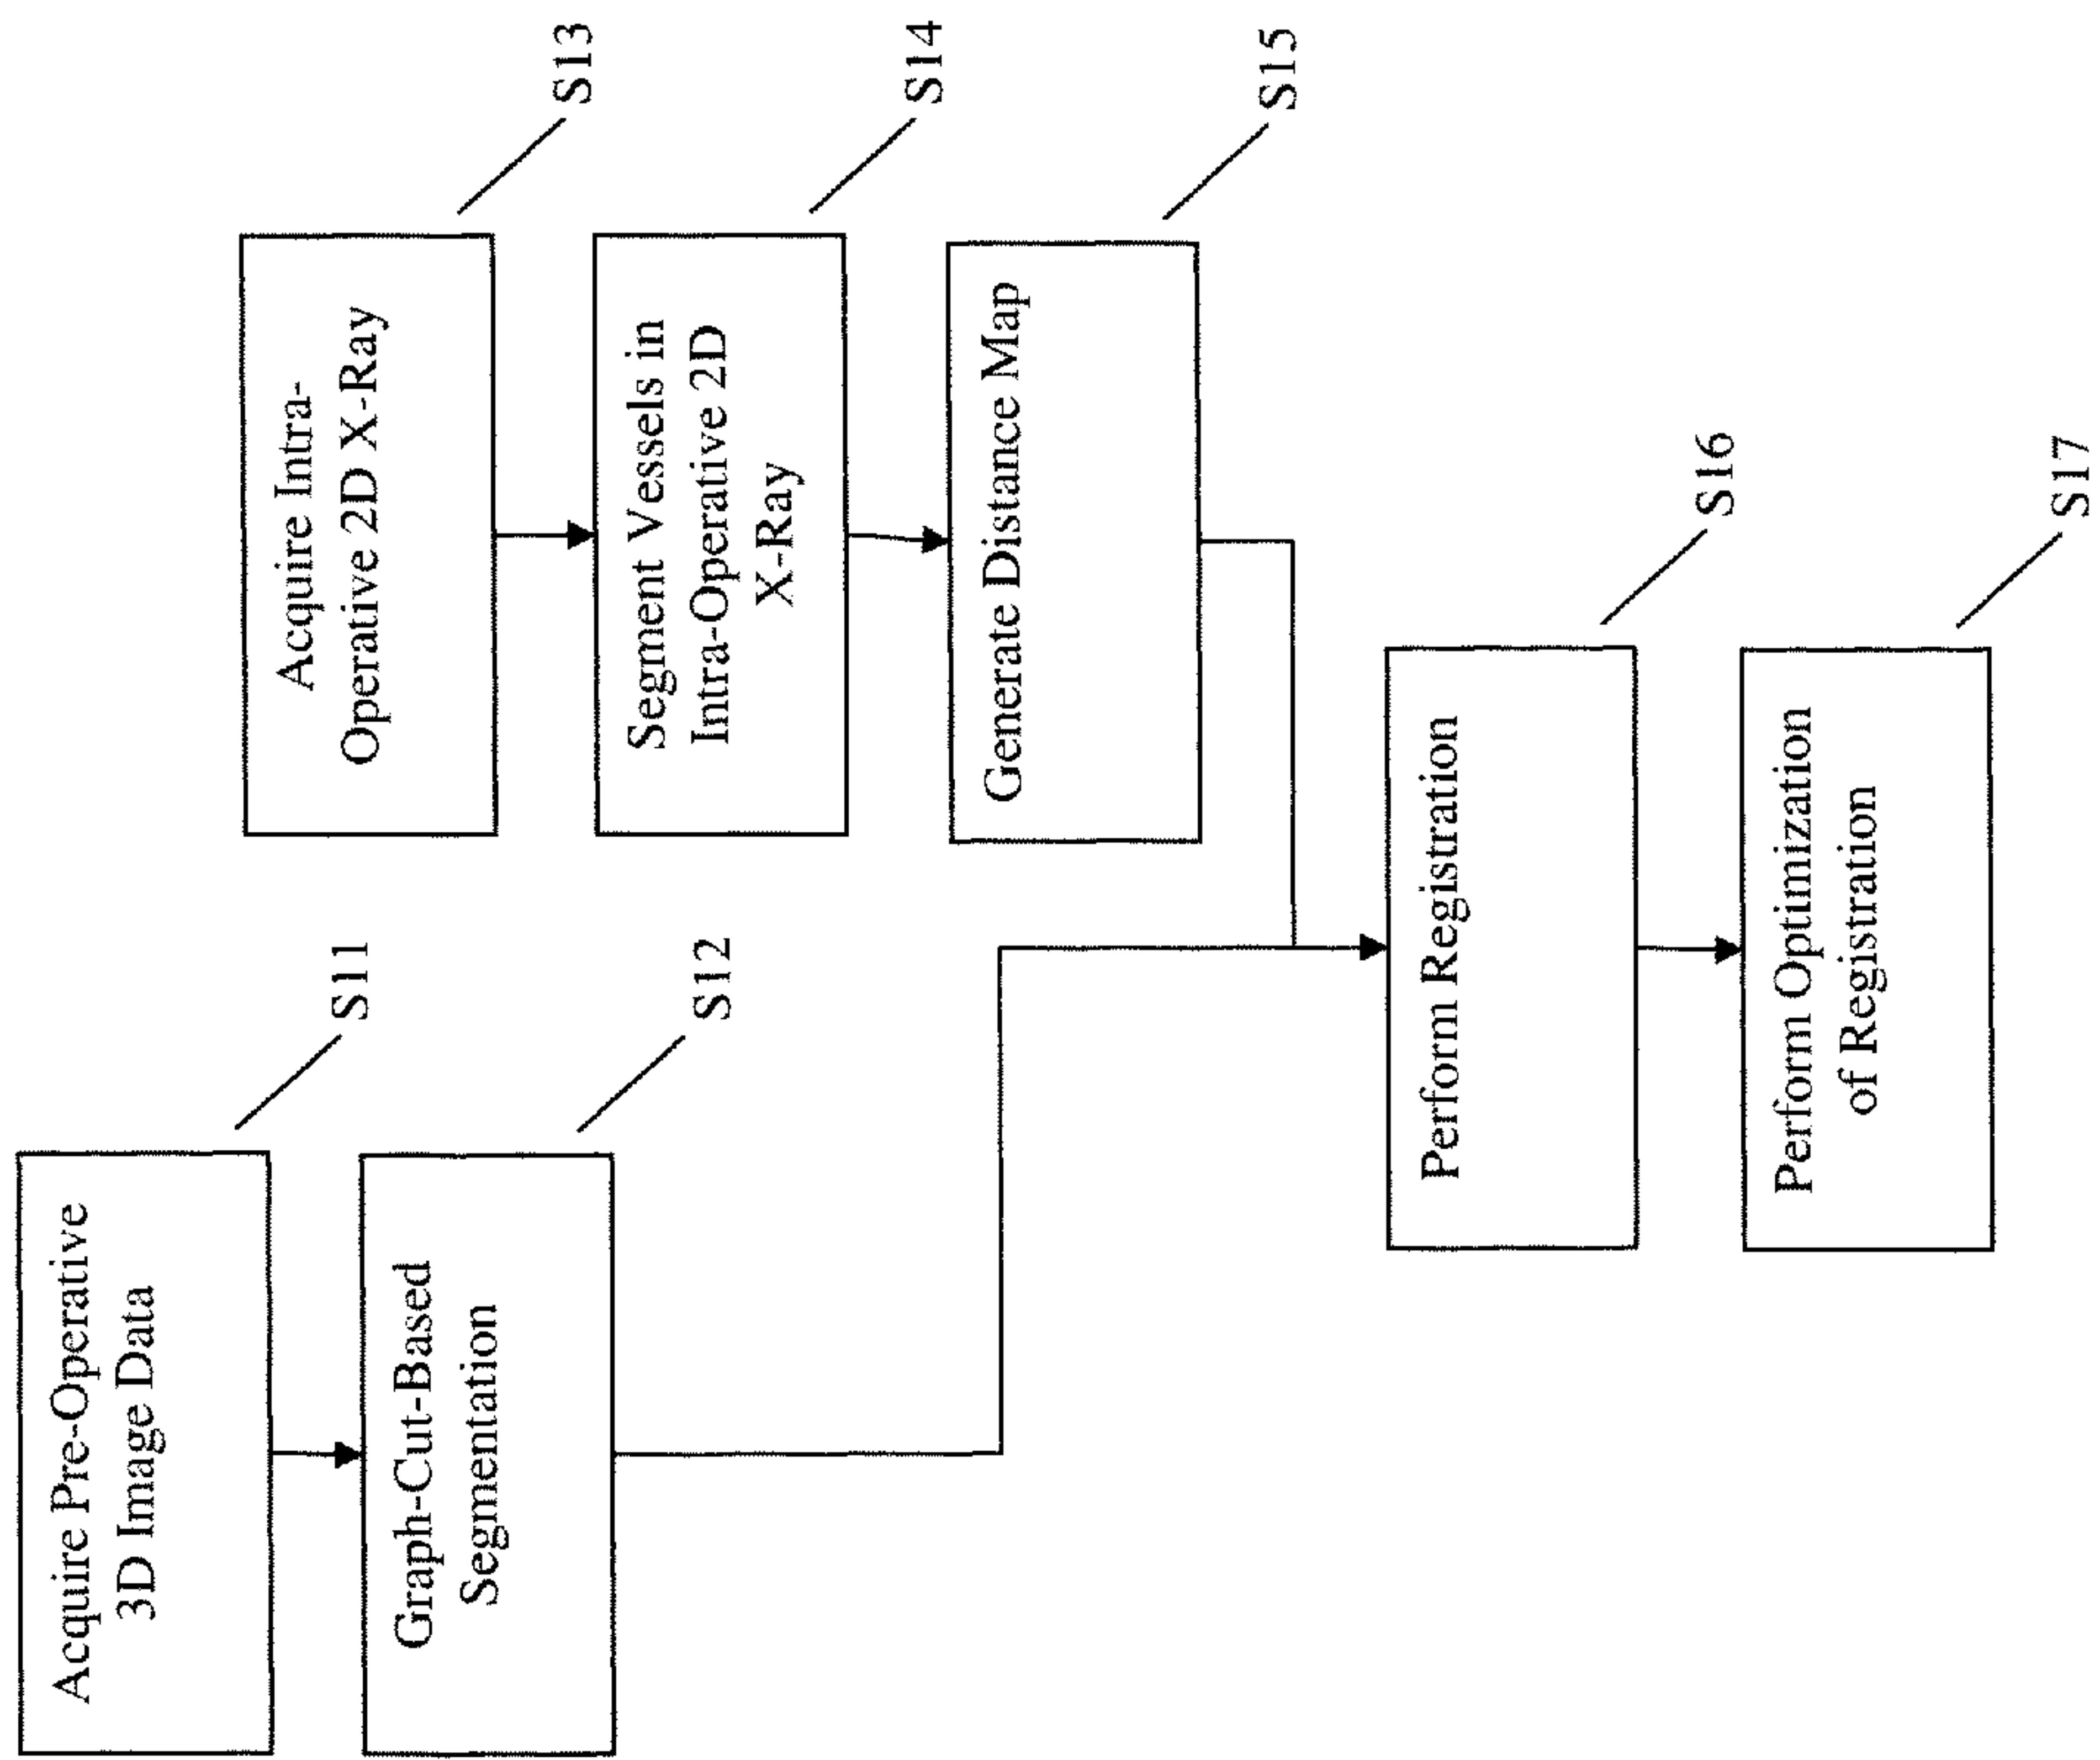 Acquire Pre-Operative
3D Image Data
S11
Graph-Cut-Based
Segmentation
S12
Acquire Intra-
Operative 2D X-Ray
S13
Segment Vessels in
Intra-Operative 2D
X-Ray
S14
Generate Distance Map
S15
Perform Registration
S16
Perform Optimization
of Registration
S17